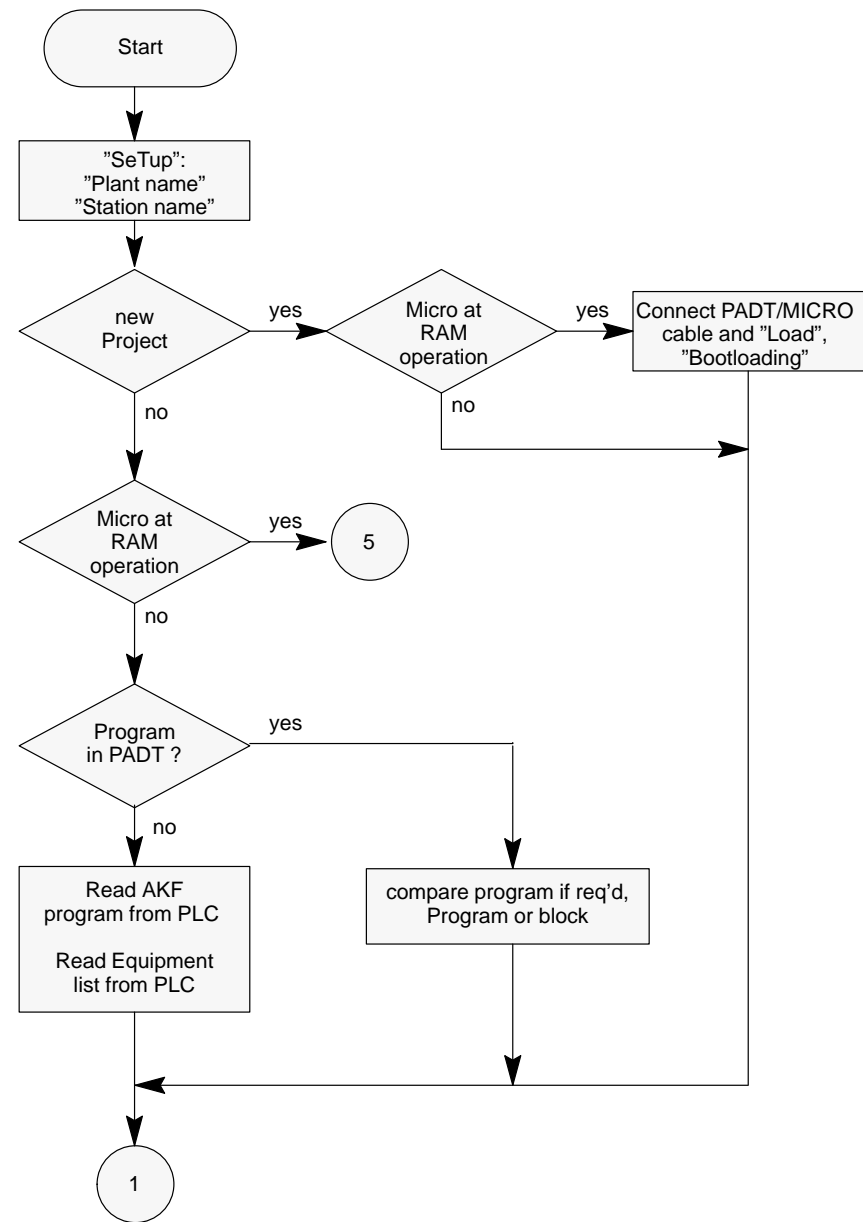 Start
”SeTup”:
”Plant name”
”Station name”
new
Project
yes
Micro at
RAM
operation
yes
Connect PADT/MICRO
cable and ”Load”,
”Bootloading”
no
no
Micro at
RAM
operation
yes
5
no
Program
in PADT ?
yes
no
Read AKF
program from PLC
Read Equipment
list from PLC
compare program if req’d,
Program or block
1